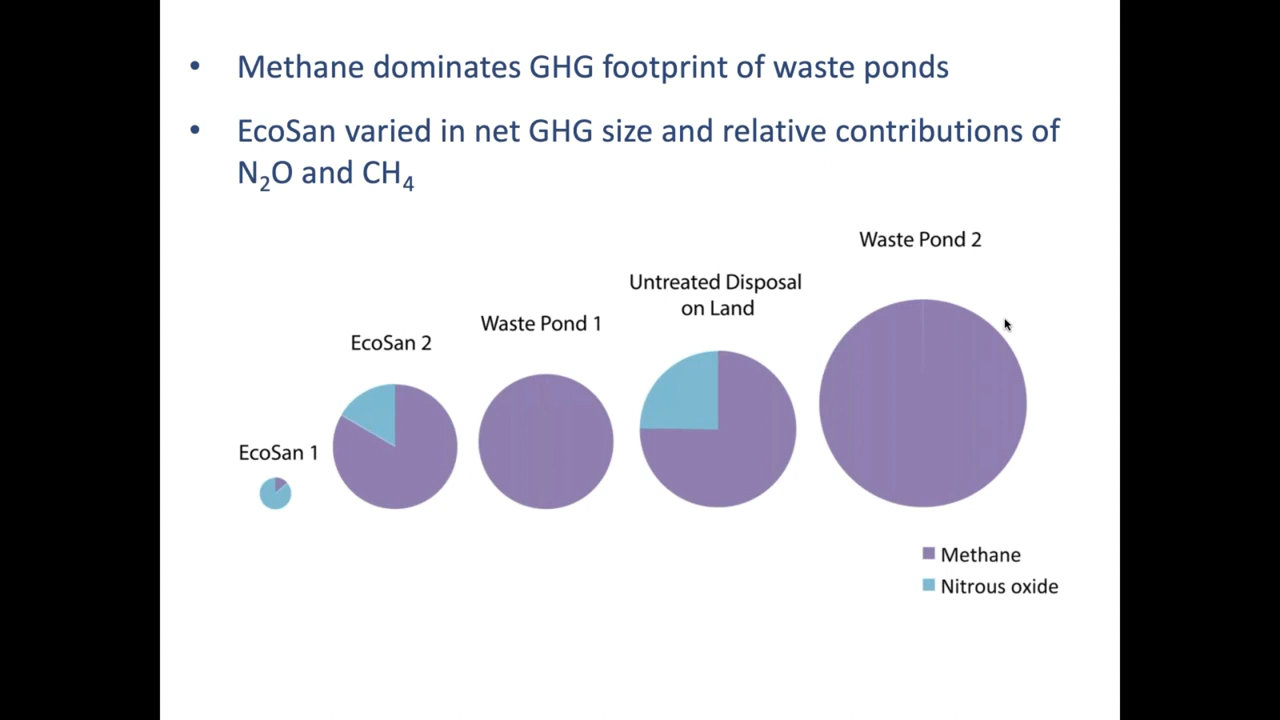 • Methane dominates GHG footprint of waste ponds
• EcoSan varied in net GHG size and relative contributions of
N₂O and CH₄
Waste Pond 2
Untreated Disposal
on Land
Waste Pond 1
EcoSan 2
EcoSan 1
Methane
Nitrous oxide